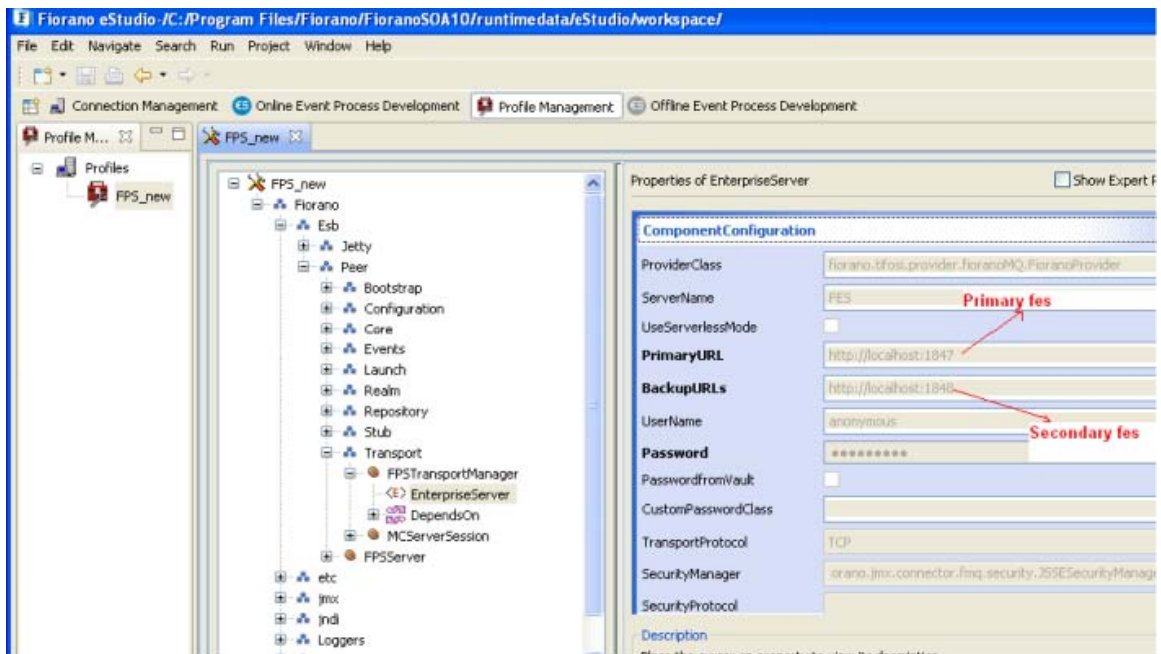 Fiorano eStudio-/C:/Program Files/Fiorano/FioranoSOA10/runtimedata/eStudio/workspace/
File Edit Navigate Search Run Project Window Help
Connection Management Online Event Process Development Profile Management Offline Event Process Development
Profile M... FPS_new
Profiles
FPS_new
FPS_new
Fiorano
Esb
Jetty
Peer
Bootstrap
Configuration
Core
Events
Launch
Realm
Repository
Stub
Transport
FPSTransportManager
EnterpriseServer
DependsOn
MCServerSession
FPSServer
etc
jmx
jndi
Loggers
Properties of EnterpriseServer Show Expert
ComponentConfiguration
ProviderClass fiorano.tifosi.provider.fioranoMQ.FioranoProvider
ServerName FES
Primary fes
UseServerlessMode
PrimaryURL http://localhost:1847
BackupURLs http://localhost:1848
UserName anonymous
Secondary fes
Password *********
PasswordfromVault
CustomPasswordClass
TransportProtocol TCP
SecurityManager orano.jmx.connector.fmq.security.JSSESecurityManag
SecurityProtocol
Description